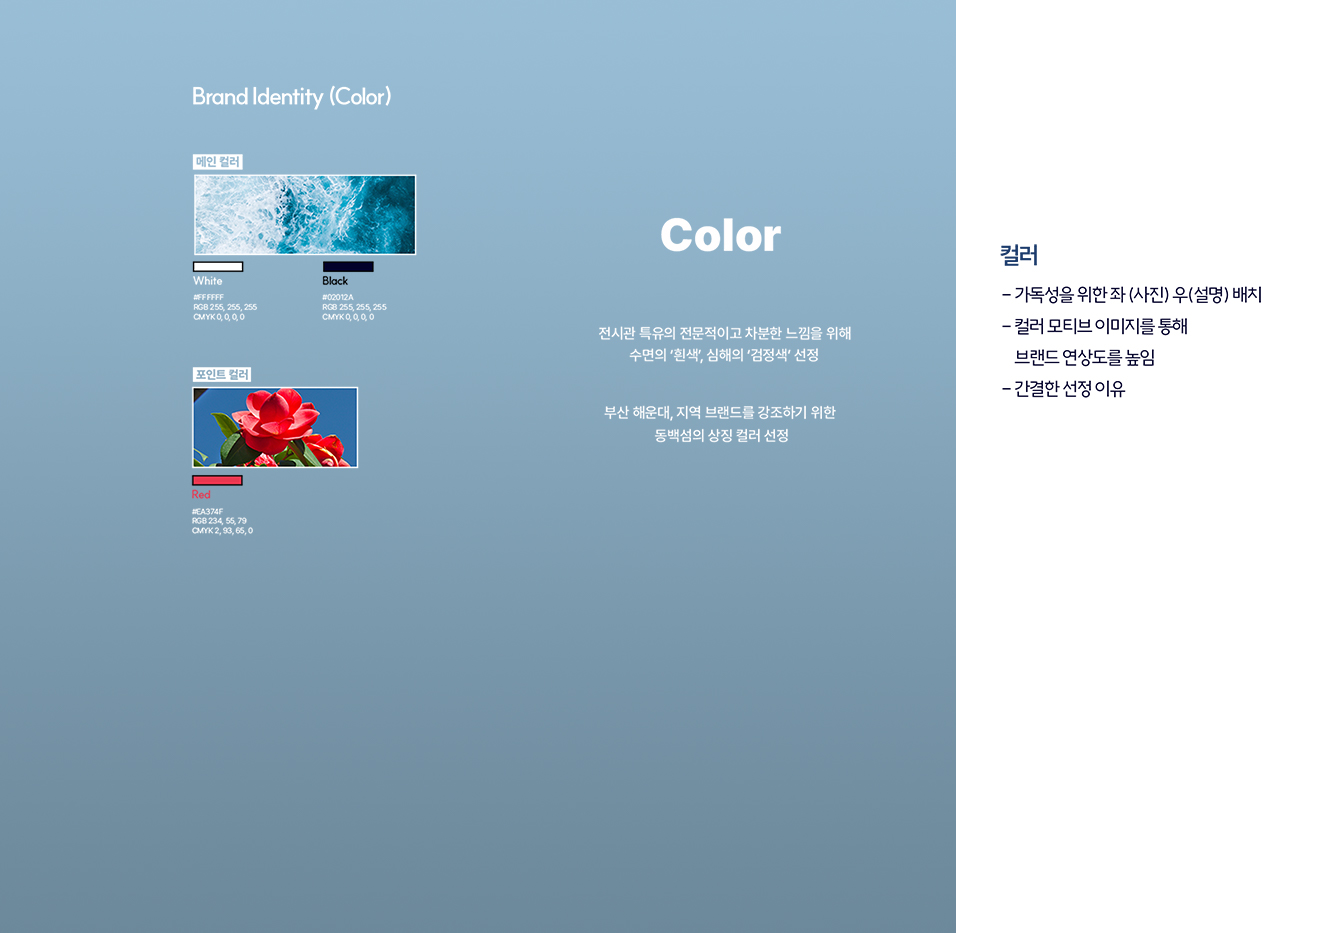 Brand Identity (Color)
메인 컬러
White
#FFFFFF
RGB 255, 255, 255
CMYK 0, 0, 0, 0
Black
#02012A
RGB 255, 255, 255
CMYK 0, 0, 0, 0
포인트 컬러
Red
#EA374F
RGB 234, 55, 79
CMYK 2, 93, 65, 0
Color
전시관 특유의 전문적이고 차분한 느낌을 위해
수면의 ‘흰색’, 심해의 ‘검정색’ 선정
부산 해운대, 지역 브랜드를 강조하기 위한
동백섬의 상징 컬러 선정
컬러
– 가독성을 위한 좌 (사진) 우(설명) 배치
– 컬러 모티브 이미지를 통해
브랜드 연상도를 높임
– 간결한 선정 이유